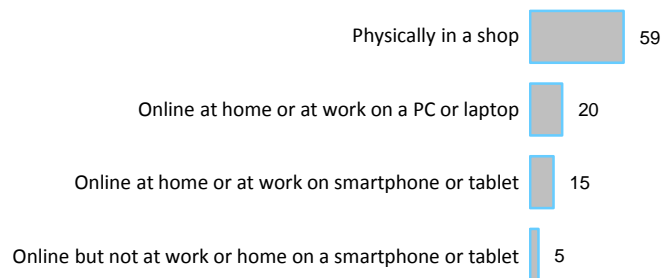 Physically in a shop 59
Online at home or at work on a PC or laptop 20
Online at home or at work on smartphone or tablet 15
Online but not at work or home on a smartphone or tablet 5